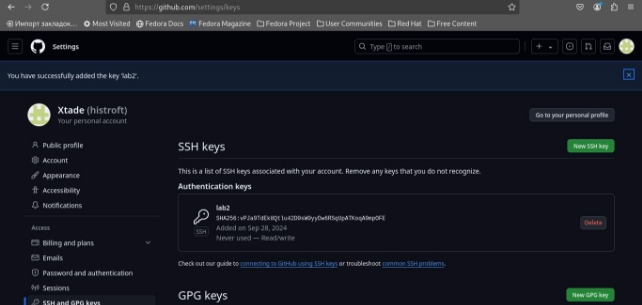 https://github.com/settings/keys
Импорт закладок... Most Visited Fedora Docs Fedora Magazine Fedora Project User Communities Red Hat Free Content
Settings
Type / to search
You have successfully added the key 'lab2'.
Xtade (histroft)
Your personal account
Go to your personal profile
Public profile
Account
Appearance
Accessibility
Notifications
Access
Billing and plans
Emails
Password and authentication
Sessions
SSH and GPG keys
SSH keys
New SSH key
This is a list of SSH keys associated with your account. Remove any keys that you do not recognize.
Authentication keys
lab2
SSH
Added on Sep 28, 2024
Never used — Read/write
Delete
Check out our guide to connecting to GitHub using SSH keys or troubleshoot common SSH problems.
GPG keys
New GPG key